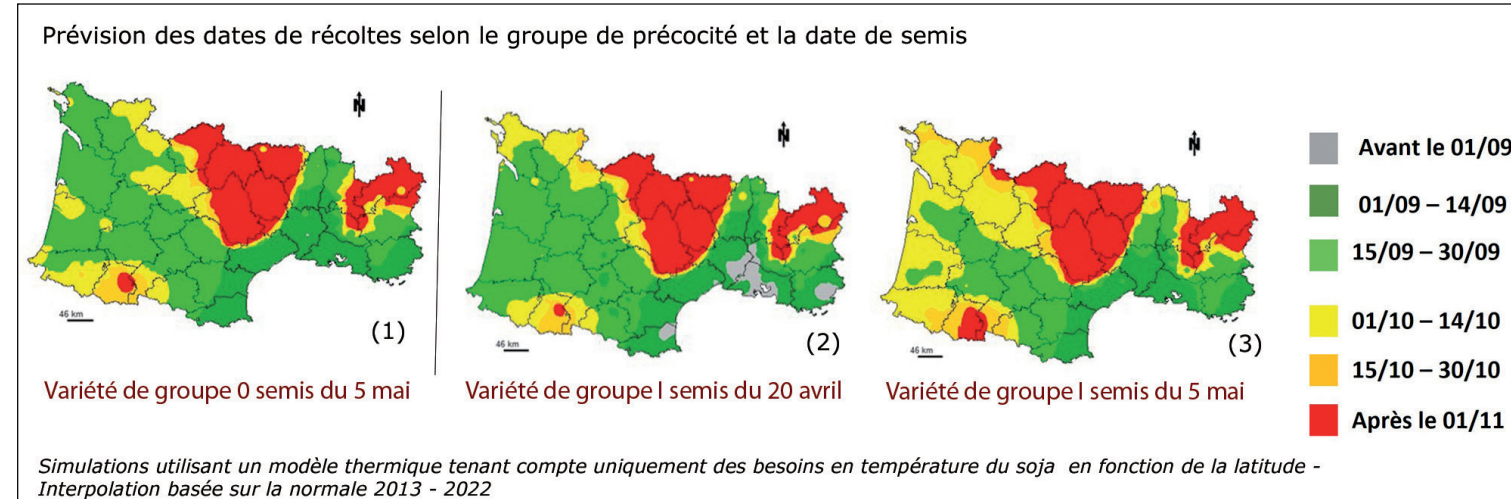 Prévision des dates de récoltes selon le groupe de précocité et la date de semis
N
46 km
(1)
Variété de groupe 0 semis du 5 mai
N
46 km
(2)
Variété de groupe I semis du 20 avril
N
46 km
(3)
Variété de groupe I semis du 5 mai
Avant le 01/09
01/09 – 14/09
15/09 – 30/09
01/10 – 14/10
15/10 – 30/10
Après le 01/11
Simulations utilisant un modèle thermique tenant compte uniquement des besoins en température du soja en fonction de la latitude -
Interpolation basée sur la normale 2013 - 2022